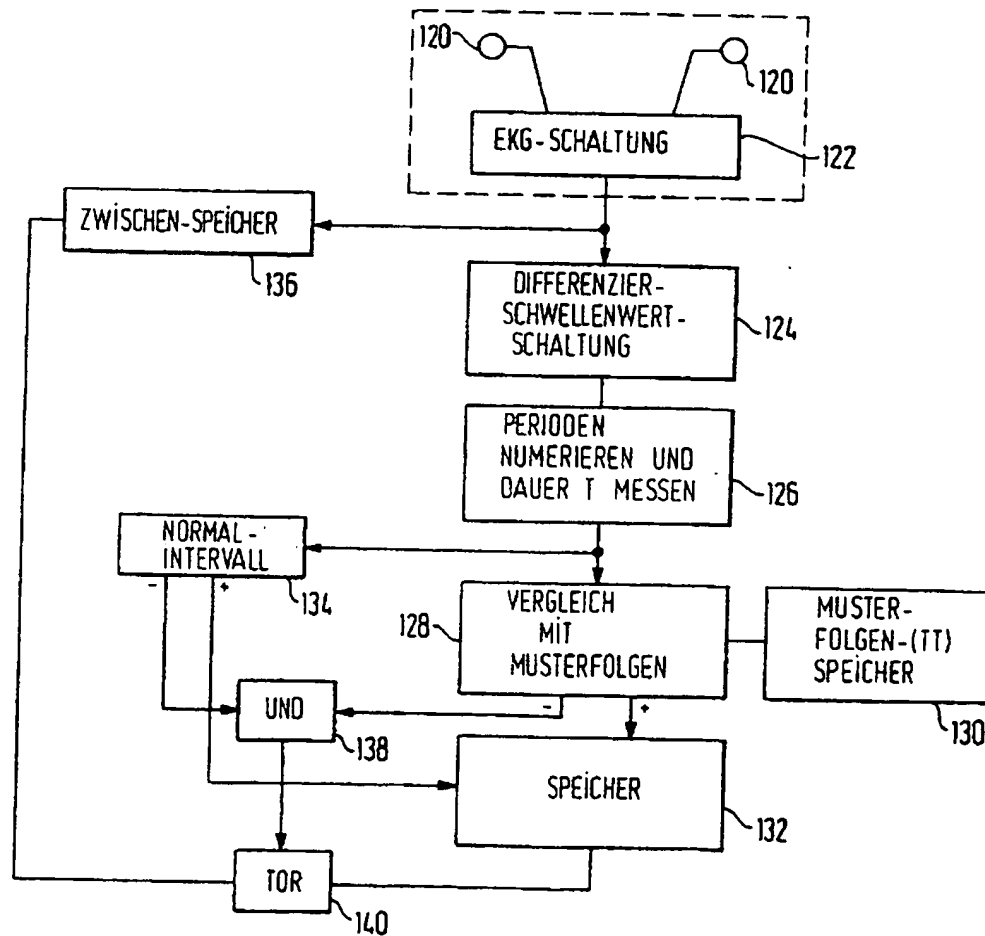 120
120
EKG-SCHALTUNG
122
ZWISCHEN-SPEICHER
136
DIFFERENZIER-
SCHWELLENWERT-
SCHALTUNG
124
PERIODEN
NUMERIEREN UND
DAUER T MESSEN
126
NORMAL-
INTERVALL
- +
134
VERGLEICH
MIT
MUSTERFOLGEN
128
- +
MUSTER-
FOLGEN-(TT)
SPEICHER
130
UND
138
SPEICHER
132
TOR
140